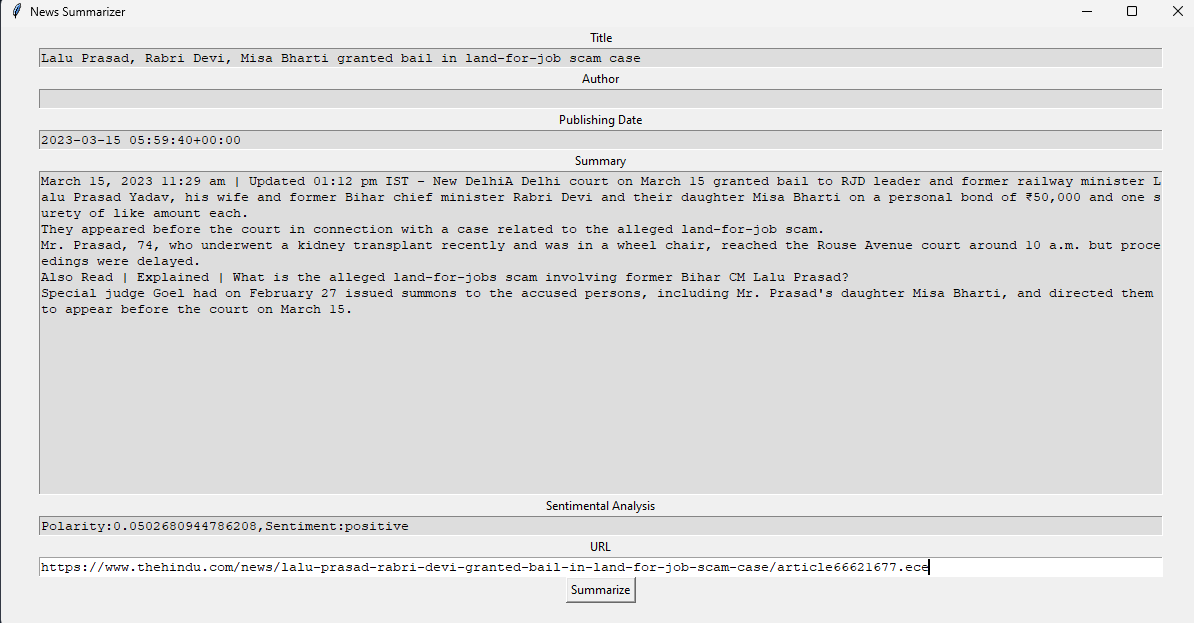 News Summarizer
Title
Lalu Prasad, Rabri Devi, Misa Bharti granted bail in land-for-job scam case
Author
Publishing Date
2023-03-15 05:59:40+00:00
Summary
March 15, 2023 11:29 am | Updated 01:12 pm IST - New DelhiA Delhi court on March 15 granted bail to RJD leader and former railway minister L
alu Prasad Yadav, his wife and former Bihar chief minister Rabri Devi and their daughter Misa Bharti on a personal bond of ₹50,000 and one s
urety of like amount each.
They appeared before the court in connection with a case related to the alleged land-for-job scam.
Mr. Prasad, 74, who underwent a kidney transplant recently and was in a wheel chair, reached the Rouse Avenue court around 10 a.m. but proce
edings were delayed.
Also Read | Explained | What is the alleged land-for-jobs scam involving former Bihar CM Lalu Prasad?
Special judge Goel had on February 27 issued summons to the accused persons, including Mr. Prasad's daughter Misa Bharti, and directed them
to appear before the court on March 15.
Sentimental Analysis
Polarity:0.0502680944786208,Sentiment:positive
URL
https://www.thehindu.com/news/lalu-prasad-rabri-devi-granted-bail-in-land-for-job-scam-case/article66621677.ece
Summarize